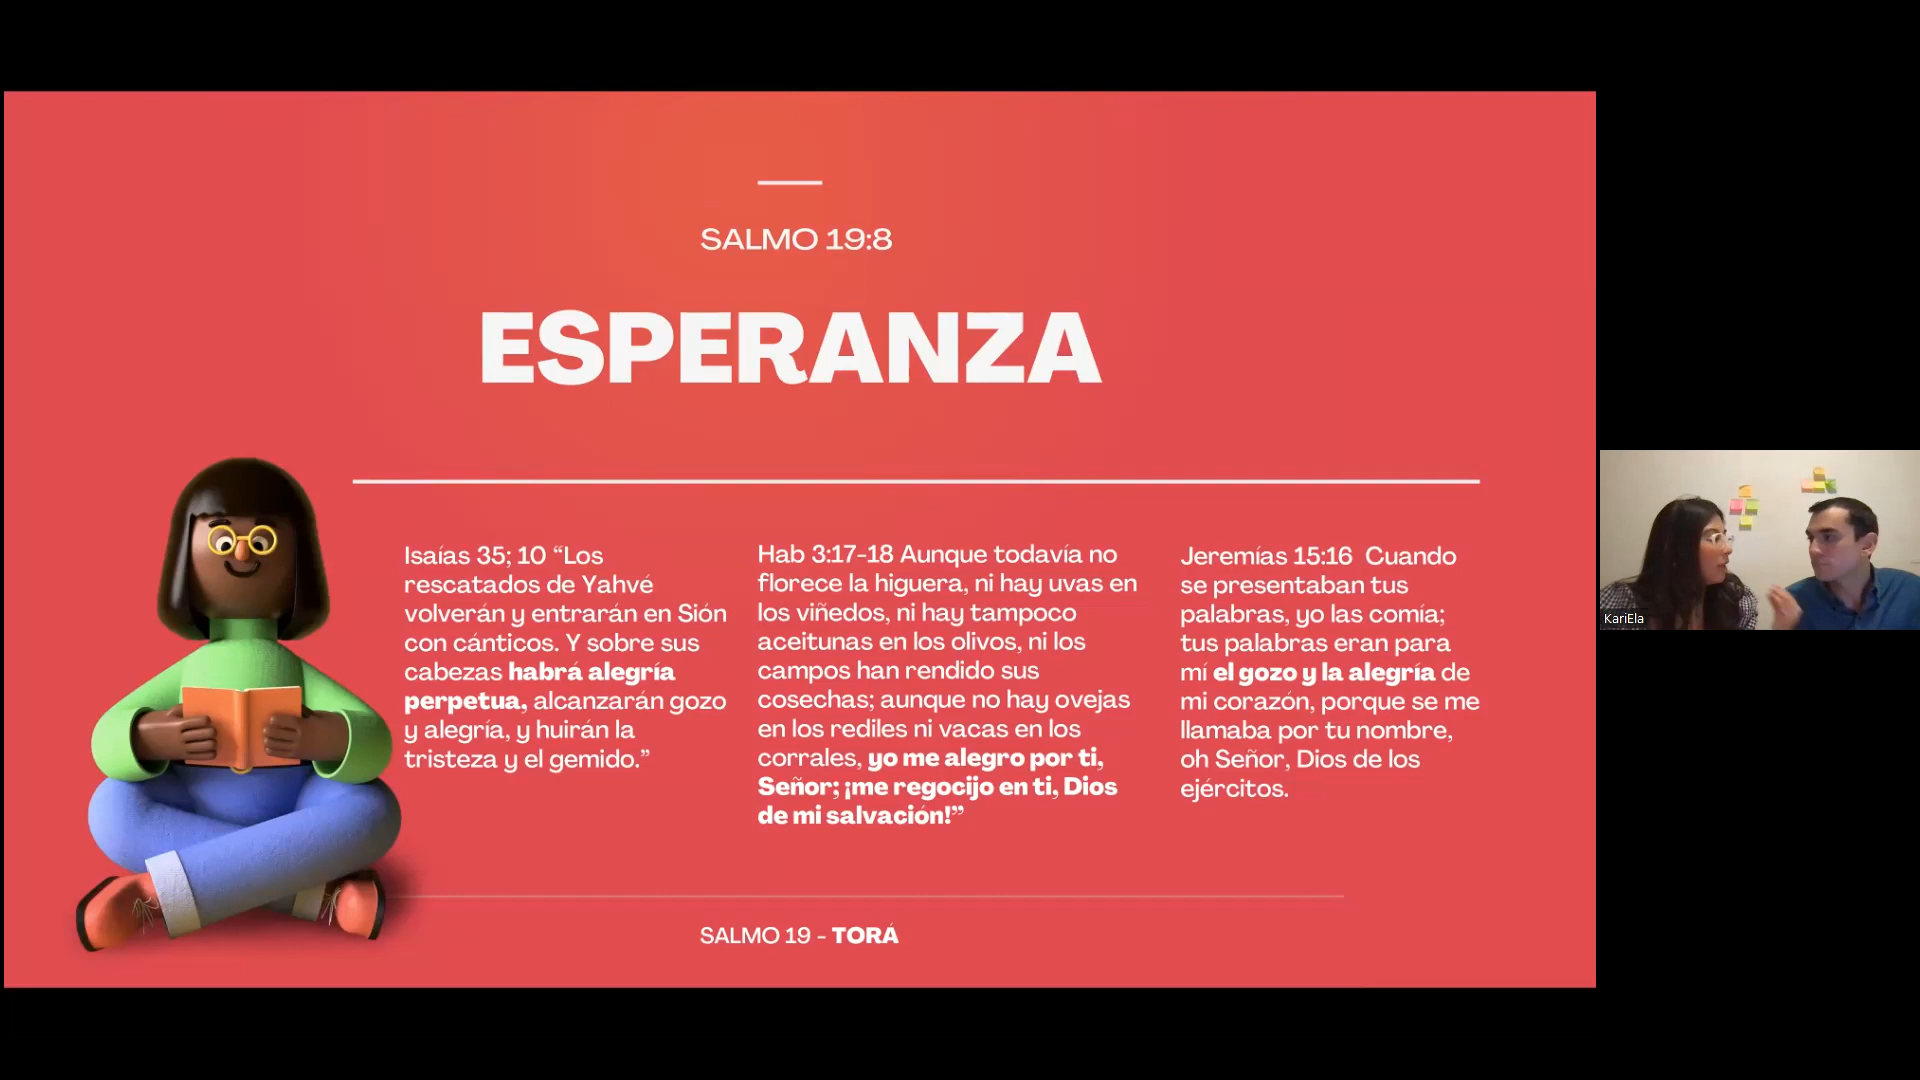 SALMO 19:8
ESPERANZA
Isaías 35; 10 “Los
rescatados de Yahvé
volverán y entrarán en Sión
con cánticos. Y sobre sus
cabezas habrá alegría
perpetua, alcanzarán gozo
y alegría, y huirán la
tristeza y el gemido.”
Hab 3:17-18 Aunque todavía no
florece la higuera, ni hay uvas en
los viñedos, ni hay tampoco
aceitunas en los olivos, ni los
campos han rendido sus
cosechas; aunque no hay ovejas
en los rediles ni vacas en los
corrales, yo me alegro por ti,
Señor; ¡me regocijo en ti, Dios
de mi salvación!”
Jeremías 15:16 Cuando
se presentaban tus
palabras, yo las comía;
tus palabras eran para
mí el gozo y la alegría de
mi corazón, porque se me
llamaba por tu nombre,
oh Señor, Dios de los
ejércitos.
SALMO 19 - TORÁ
KariEla